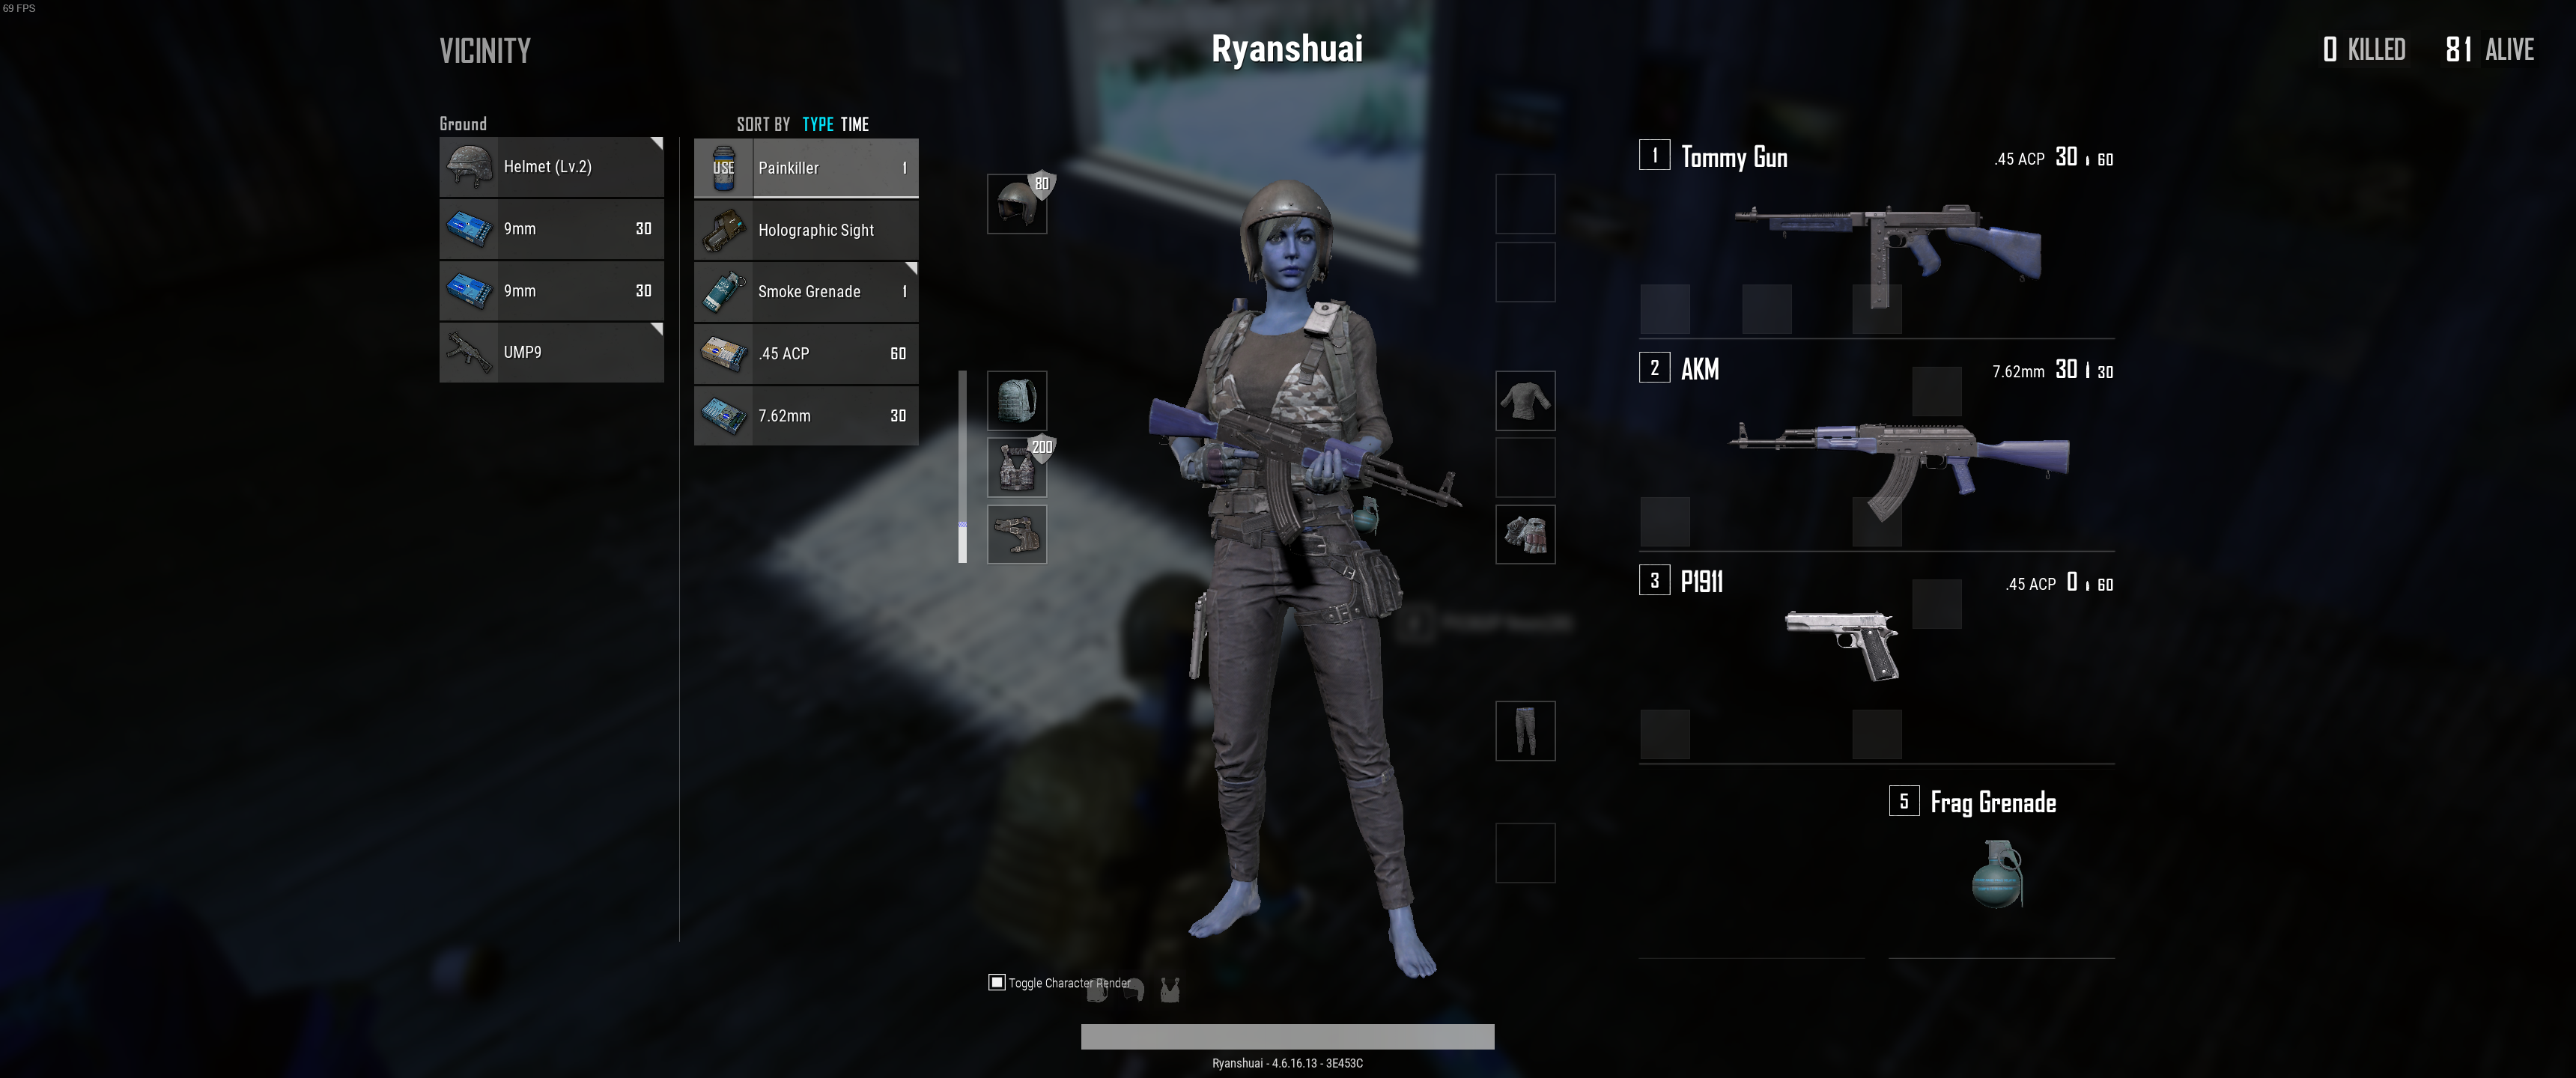 69 FPS
VICINITY
Ryanshuai
0 KILLED 81 ALIVE
Ground
Helmet (Lv.2)
9mm 30
9mm 30
UMP9
SORT BY TYPE TIME
USE Painkiller 1
Holographic Sight
Smoke Grenade 1
.45 ACP 60
7.62mm 30
80
200
1 Tommy Gun .45 ACP 30 60
2 AKM 7.62mm 30 30
3 P1911 .45 ACP 0 60
5 Frag Grenade
Toggle Character Render
Ryanshuai - 4.6.16.13 - 3E453C